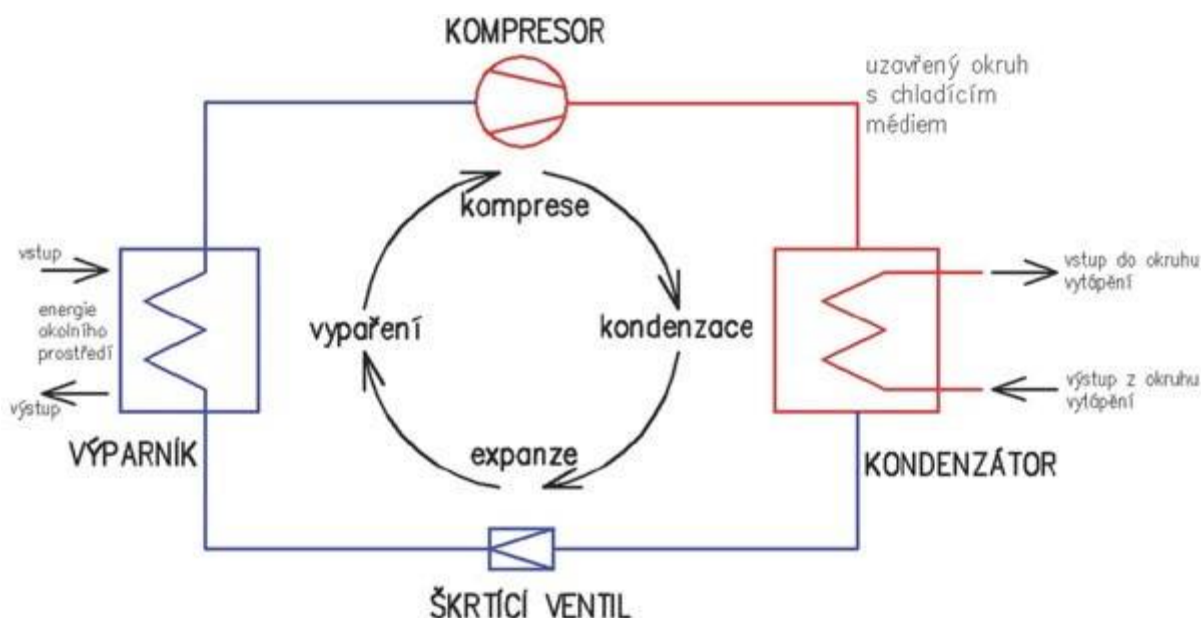 KOMPRESOR
uzavřený okruh
s chladícím
médiem
komprese
vstup
energie
okolního
prostředí
výstup
vypaření
kondenzace
vstup do okruhu
vytápění
výstup z okruhu
vytápění
VÝPARNÍK
expanze
KONDENZÁTOR
ŠKRTÍCÍ VENTIL